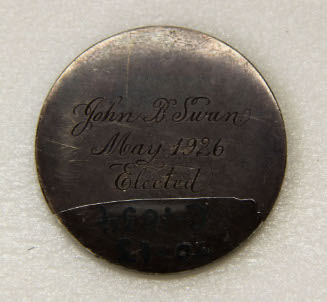 John B Swan
May 1926
Elected